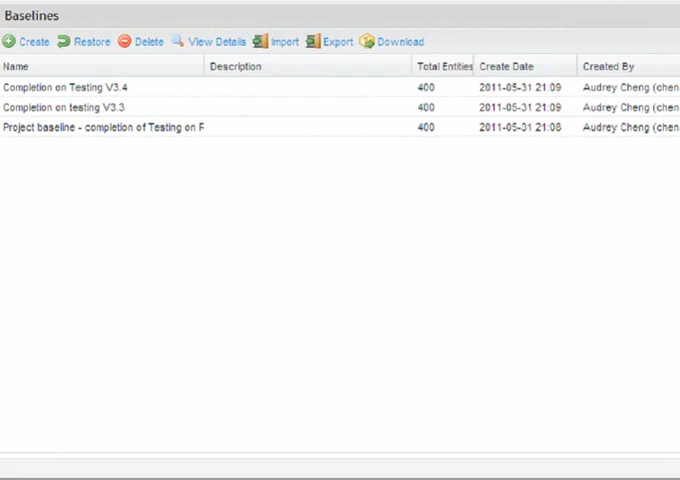 Baselines
Create Restore Delete View Details Import Export Download
Name Description Total Entities Create Date Created By
Completion on Testing V3.4 400 2011-05-31 21:09 Audrey Cheng (chen
Completion on testing V3.3 400 2011-05-31 21:09 Audrey Cheng (chen
Project baseline - completion of Testing on F 400 2011-05-31 21:08 Audrey Cheng (chen